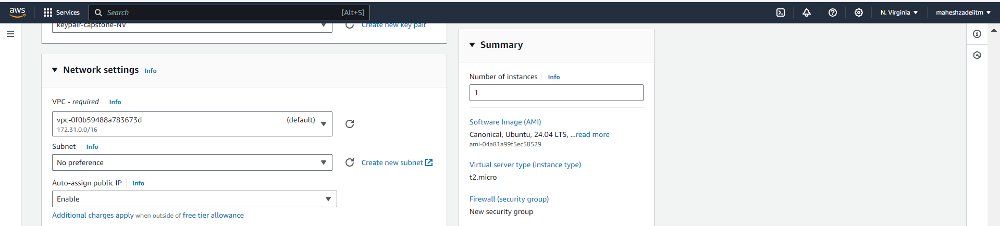 aws Services Search [Alt+S] N. Virginia maheshzadeiitm
keypair-capstone-NV Create new key pair
Network settings Info
VPC - required Info
vpc-0f0b59488a783673d (default)
172.31.0.0/16
Subnet Info
No preference Create new subnet
Auto-assign public IP Info
Enable
Additional charges apply when outside of free tier allowance
Summary
Number of instances Info
1
Software Image (AMI)
Canonical, Ubuntu, 24.04 LTS, ...read more
ami-04a81a99f5ec58529
Virtual server type (instance type)
t2.micro
Firewall (security group)
New security group